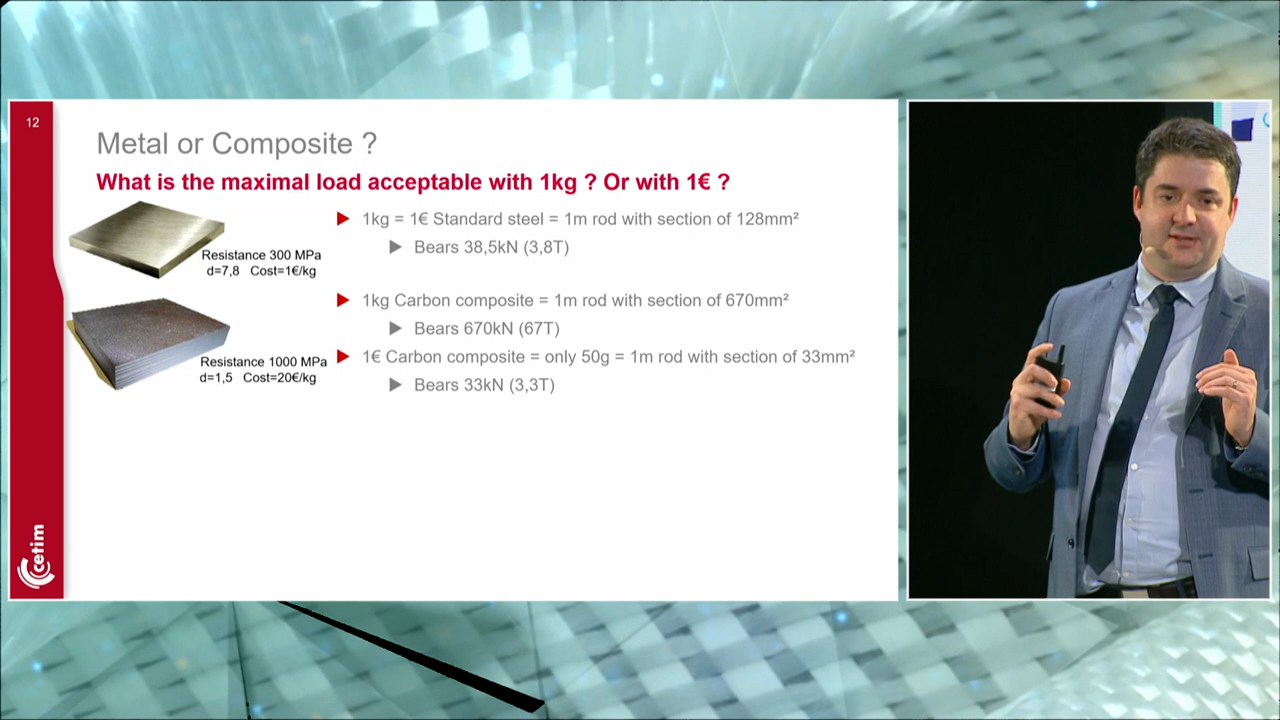 12
Metal or Composite ?
What is the maximal load acceptable with 1kg ? Or with 1€ ?
1kg = 1€ Standard steel = 1m rod with section of 128mm²
Bears 38,5kN (3,8T)
Resistance 300 MPa
d=7,8 Cost=1€/kg
1kg Carbon composite = 1m rod with section of 670mm²
Bears 670kN (67T)
Resistance 1000 MPa
d=1,5 Cost=20€/kg
1€ Carbon composite = only 50g = 1m rod with section of 33mm²
Bears 33kN (3,3T)
cetim